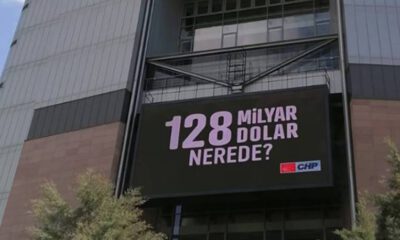 128 MİLYAR
DOLAR
NEREDE?
CHP